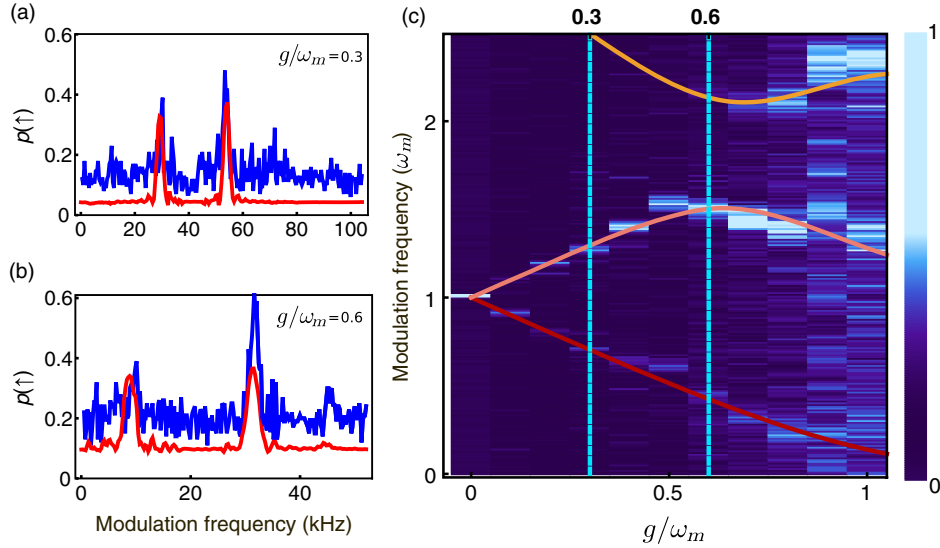 (a)
g/ωm=0.3
p(↑)
0.6
0.4
0.2
0
0 20 40 60 80 100
(b)
g/ωm=0.6
p(↑)
0.6
0.4
0.2
0
0 20 40
Modulation frequency (kHz)
(c)
0.3 0.6
Modulation frequency (ωm)
2
1
0
0 0.5 1
g/ωm
1
0